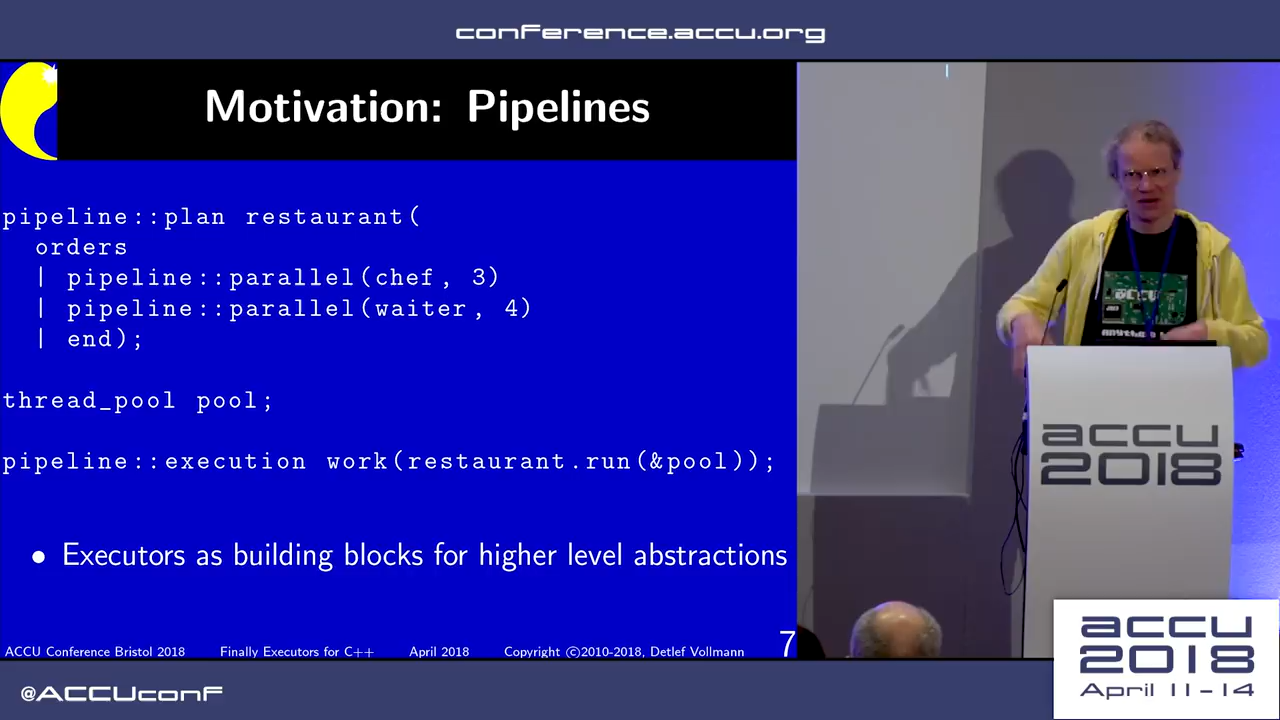 conference.accu.org
Motivation: Pipelines
pipeline::plan restaurant(
orders
| pipeline::parallel(chef, 3)
| pipeline::parallel(waiter, 4)
| end);
thread_pool pool;
pipeline::execution work(restaurant.run(&pool));
• Executors as building blocks for higher level abstractions
ACCU Conference Bristol 2018 Finally Executors for C++ April 2018 Copyright ©2010-2018, Detlef Vollmann 7
accu
anything
accu
2018
accu
2018
April 11-14
@ACCUconf